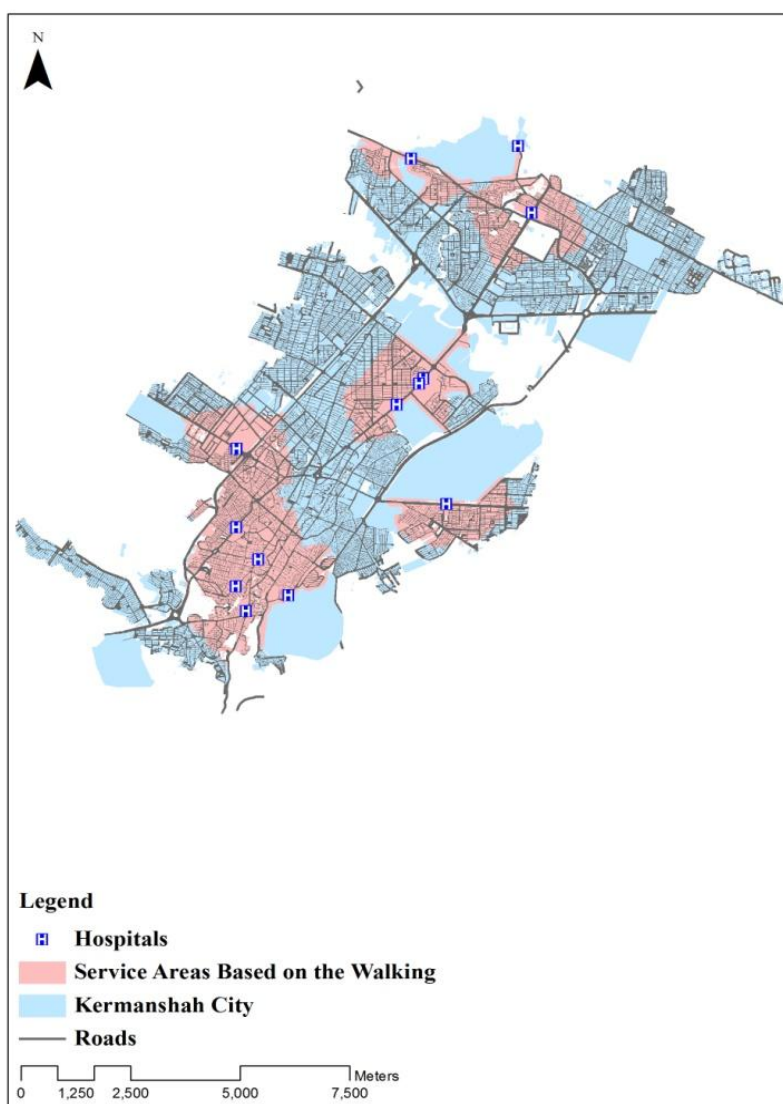 N
Legend
Hospitals
Service Areas Based on the Walking
Kermanshah City
Roads
Meters
0 1,250 2,500 5,000 7,500